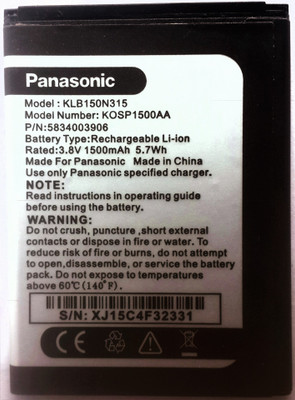 Panasonic
Model: KLB150N315
Model Number: KOSP1500AA
P/N:5834003906
Battery Type:Rechargeable Li-ion
Rated:3.8V 1500mAh 5.7Wh
Made For Panasonic Made in China
Use only Panasonic specified charger.
NOTE:
Read instructions in operating guide
before using the battery.
WARNING:
Do not crush, puncture ,short external
contacts or dispose in fire or water. To
reduce risk of fire or burns, do not attempt
to open,disassemble, or service the battery
or expose the battery to temperatures
above 60℃(140℉).
S/N: XJ15C4F32331